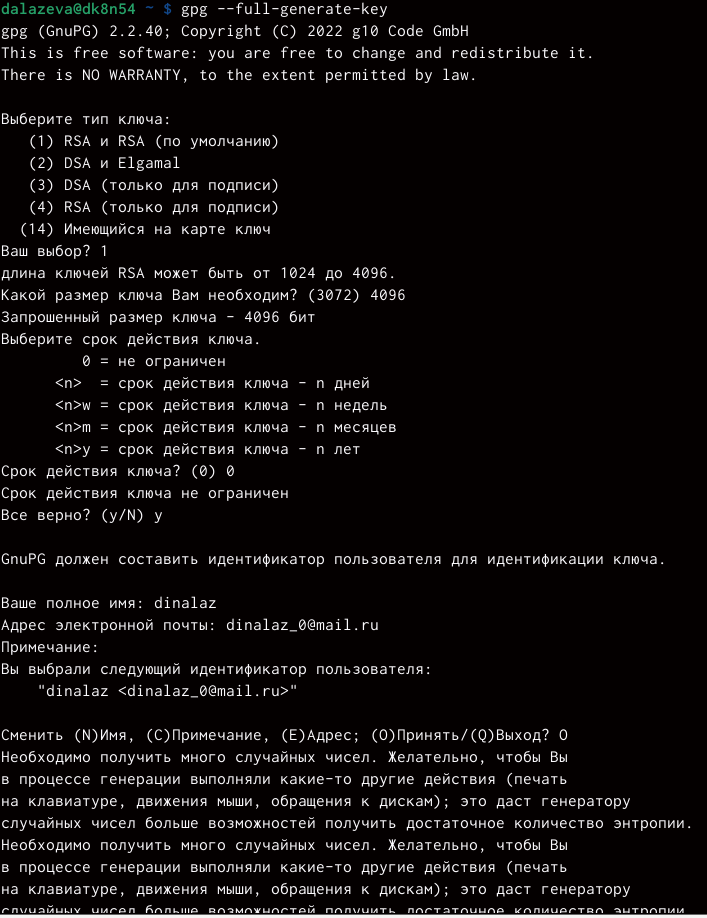 dalazeva@dk8n54 ~ $ gpg --full-generate-key
gpg (GnuPG) 2.2.40; Copyright (C) 2022 g10 Code GmbH
This is free software: you are free to change and redistribute it.
There is NO WARRANTY, to the extent permitted by law.

Выберите тип ключа:
   (1) RSA и RSA (по умолчанию)
   (2) DSA и Elgamal
   (3) DSA (только для подписи)
   (4) RSA (только для подписи)
  (14) Имеющийся на карте ключ
Ваш выбор? 1
длина ключей RSA может быть от 1024 до 4096.
Какой размер ключа Вам необходим? (3072) 4096
Запрошенный размер ключа - 4096 бит
Выберите срок действия ключа.
         0 = не ограничен
      <n>  = срок действия ключа - n дней
      <n>w = срок действия ключа - n недель
      <n>m = срок действия ключа - n месяцев
      <n>y = срок действия ключа - n лет
Срок действия ключа? (0) 0
Срок действия ключа не ограничен
Все верно? (y/N) y

GnuPG должен составить идентификатор пользователя для идентификации ключа.

Ваше полное имя: dinalaz
Адрес электронной почты: dinalaz_0@mail.ru
Примечание:
Вы выбрали следующий идентификатор пользователя:
    "dinalaz <dinalaz_0@mail.ru>"

Сменить (N)Имя, (C)Примечание, (E)Адрес; (O)Принять/(Q)Выход? O
Необходимо получить много случайных чисел. Желательно, чтобы Вы
в процессе генерации выполняли какие-то другие действия (печать
на клавиатуре, движения мыши, обращения к дискам); это даст генератору
случайных чисел больше возможностей получить достаточное количество энтропии.
Необходимо получить много случайных чисел. Желательно, чтобы Вы
в процессе генерации выполняли какие-то другие действия (печать
на клавиатуре, движения мыши, обращения к дискам); это даст генератору
случайных чисел больше возможностей получить достаточное количество энтропии.